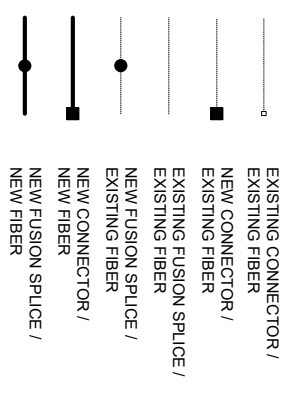 EXISTING CONNECTOR /
EXISTING FIBER
NEW CONNECTOR /
EXISTING FIBER
EXISTING FUSION SPLICE /
EXISTING FIBER
NEW FUSION SPLICE /
EXISTING FIBER
NEW CONNECTOR /
NEW FIBER
NEW FUSION SPLICE /
NEW FIBER